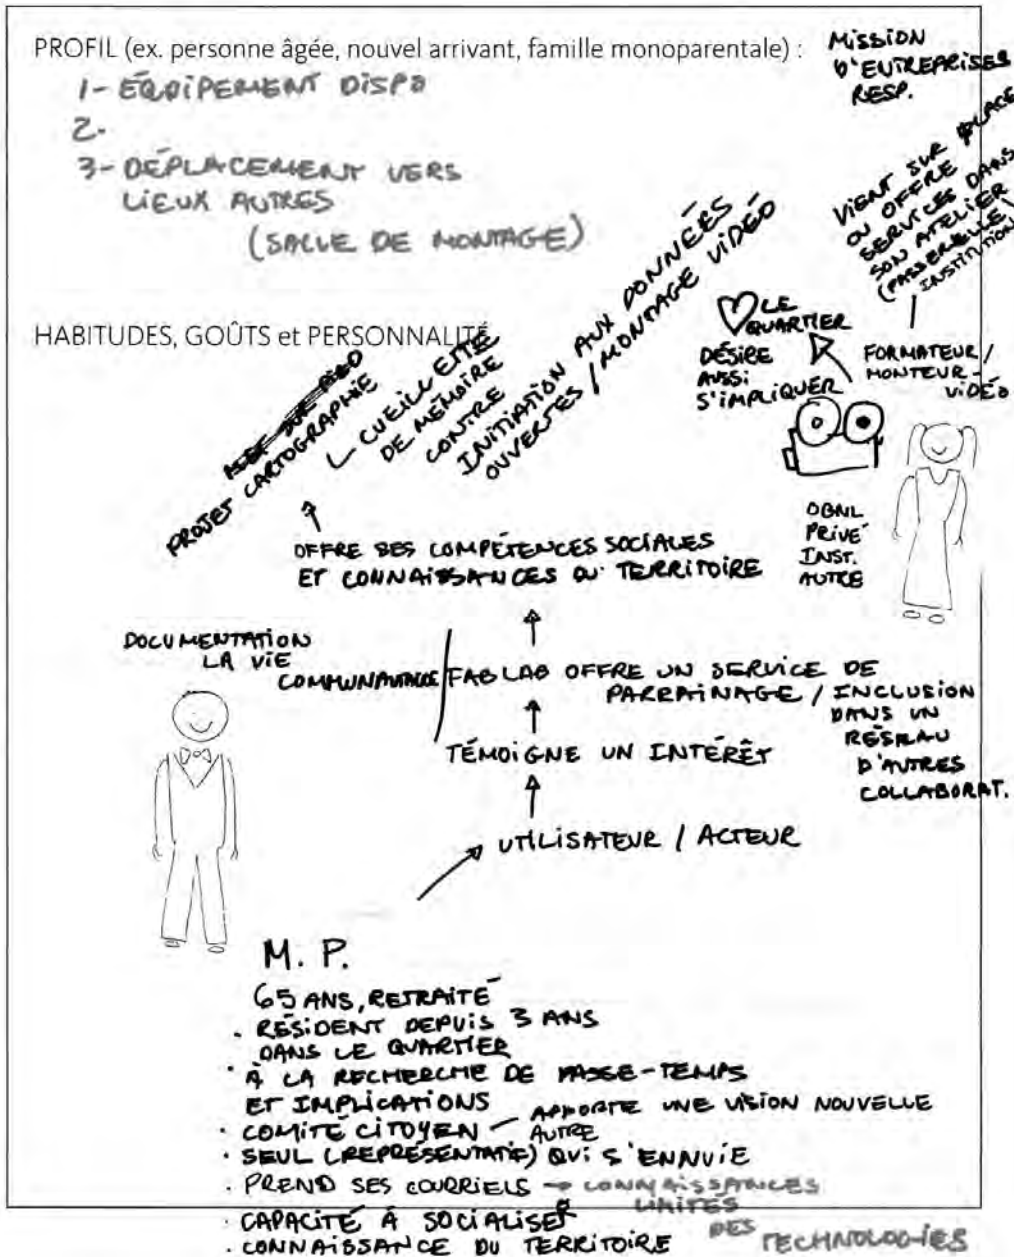 PROFIL (ex. personne âgée, nouvel arrivant, famille monoparentale) :
1- ÉQUIPEMENT DISPO
2-
3- DÉPLACEMENT VERS
LIEUX AUTRES
(SALLE DE MONTAGE)
MISSION
D'ENTREPRISES
RESP.
VIENT SUR PLACE
OU OFFRE
SERVICES DANS
SON ATELIER
(PASSERELLE
INSTITUTION
HABITUDES, GOÛTS et PERSONNALITÉ
PROJET CARTOGRAPHIE
CUEILLETTE
DE MÉMOIRE
CONTRE
INITIATION AUX DONNÉES
OUVERTES / MONTAGE VIDÉO
LE
QUARTIER
DÉSIRE
AUSSI
S'IMPLIQUER
FORMATEUR /
MONTEUR -
VIDÉO
OBNL
PRIVÉ
INST.
AUTRE
OFFRE SES COMPÉTENCES SOCIALES
ET CONNAISSANCES DU TERRITOIRE
DOCUMENTATION
LA VIE
COMMUNAUTAIRE
FAB LAB OFFRE UN SERVICE DE
PARRAINAGE / INCLUSION
DANS UN
RÉSEAU
D'AUTRES
COLLABORAT.
TÉMOIGNE UN INTÉRÊT
UTILISATEUR / ACTEUR
M. P.
65 ANS, RETRAITÉ
. RÉSIDENT DEPUIS 3 ANS
DANS LE QUARTIER
. À LA RECHERCHE DE PASSE-TEMPS
ET IMPLICATIONS
. COMITÉ CITOYEN - APPORTE UNE VISION NOUVELLE
AUTRE
. SEUL (REPRÉSENTATIF) QUI S'ENNUIE
. PREND SES COURRIELS → CONNAISSANCES
LIMITÉS
DES TECHNOLOGIES
. CAPACITÉ À SOCIALISER
. CONNAISSANCE DU TERRITOIRE